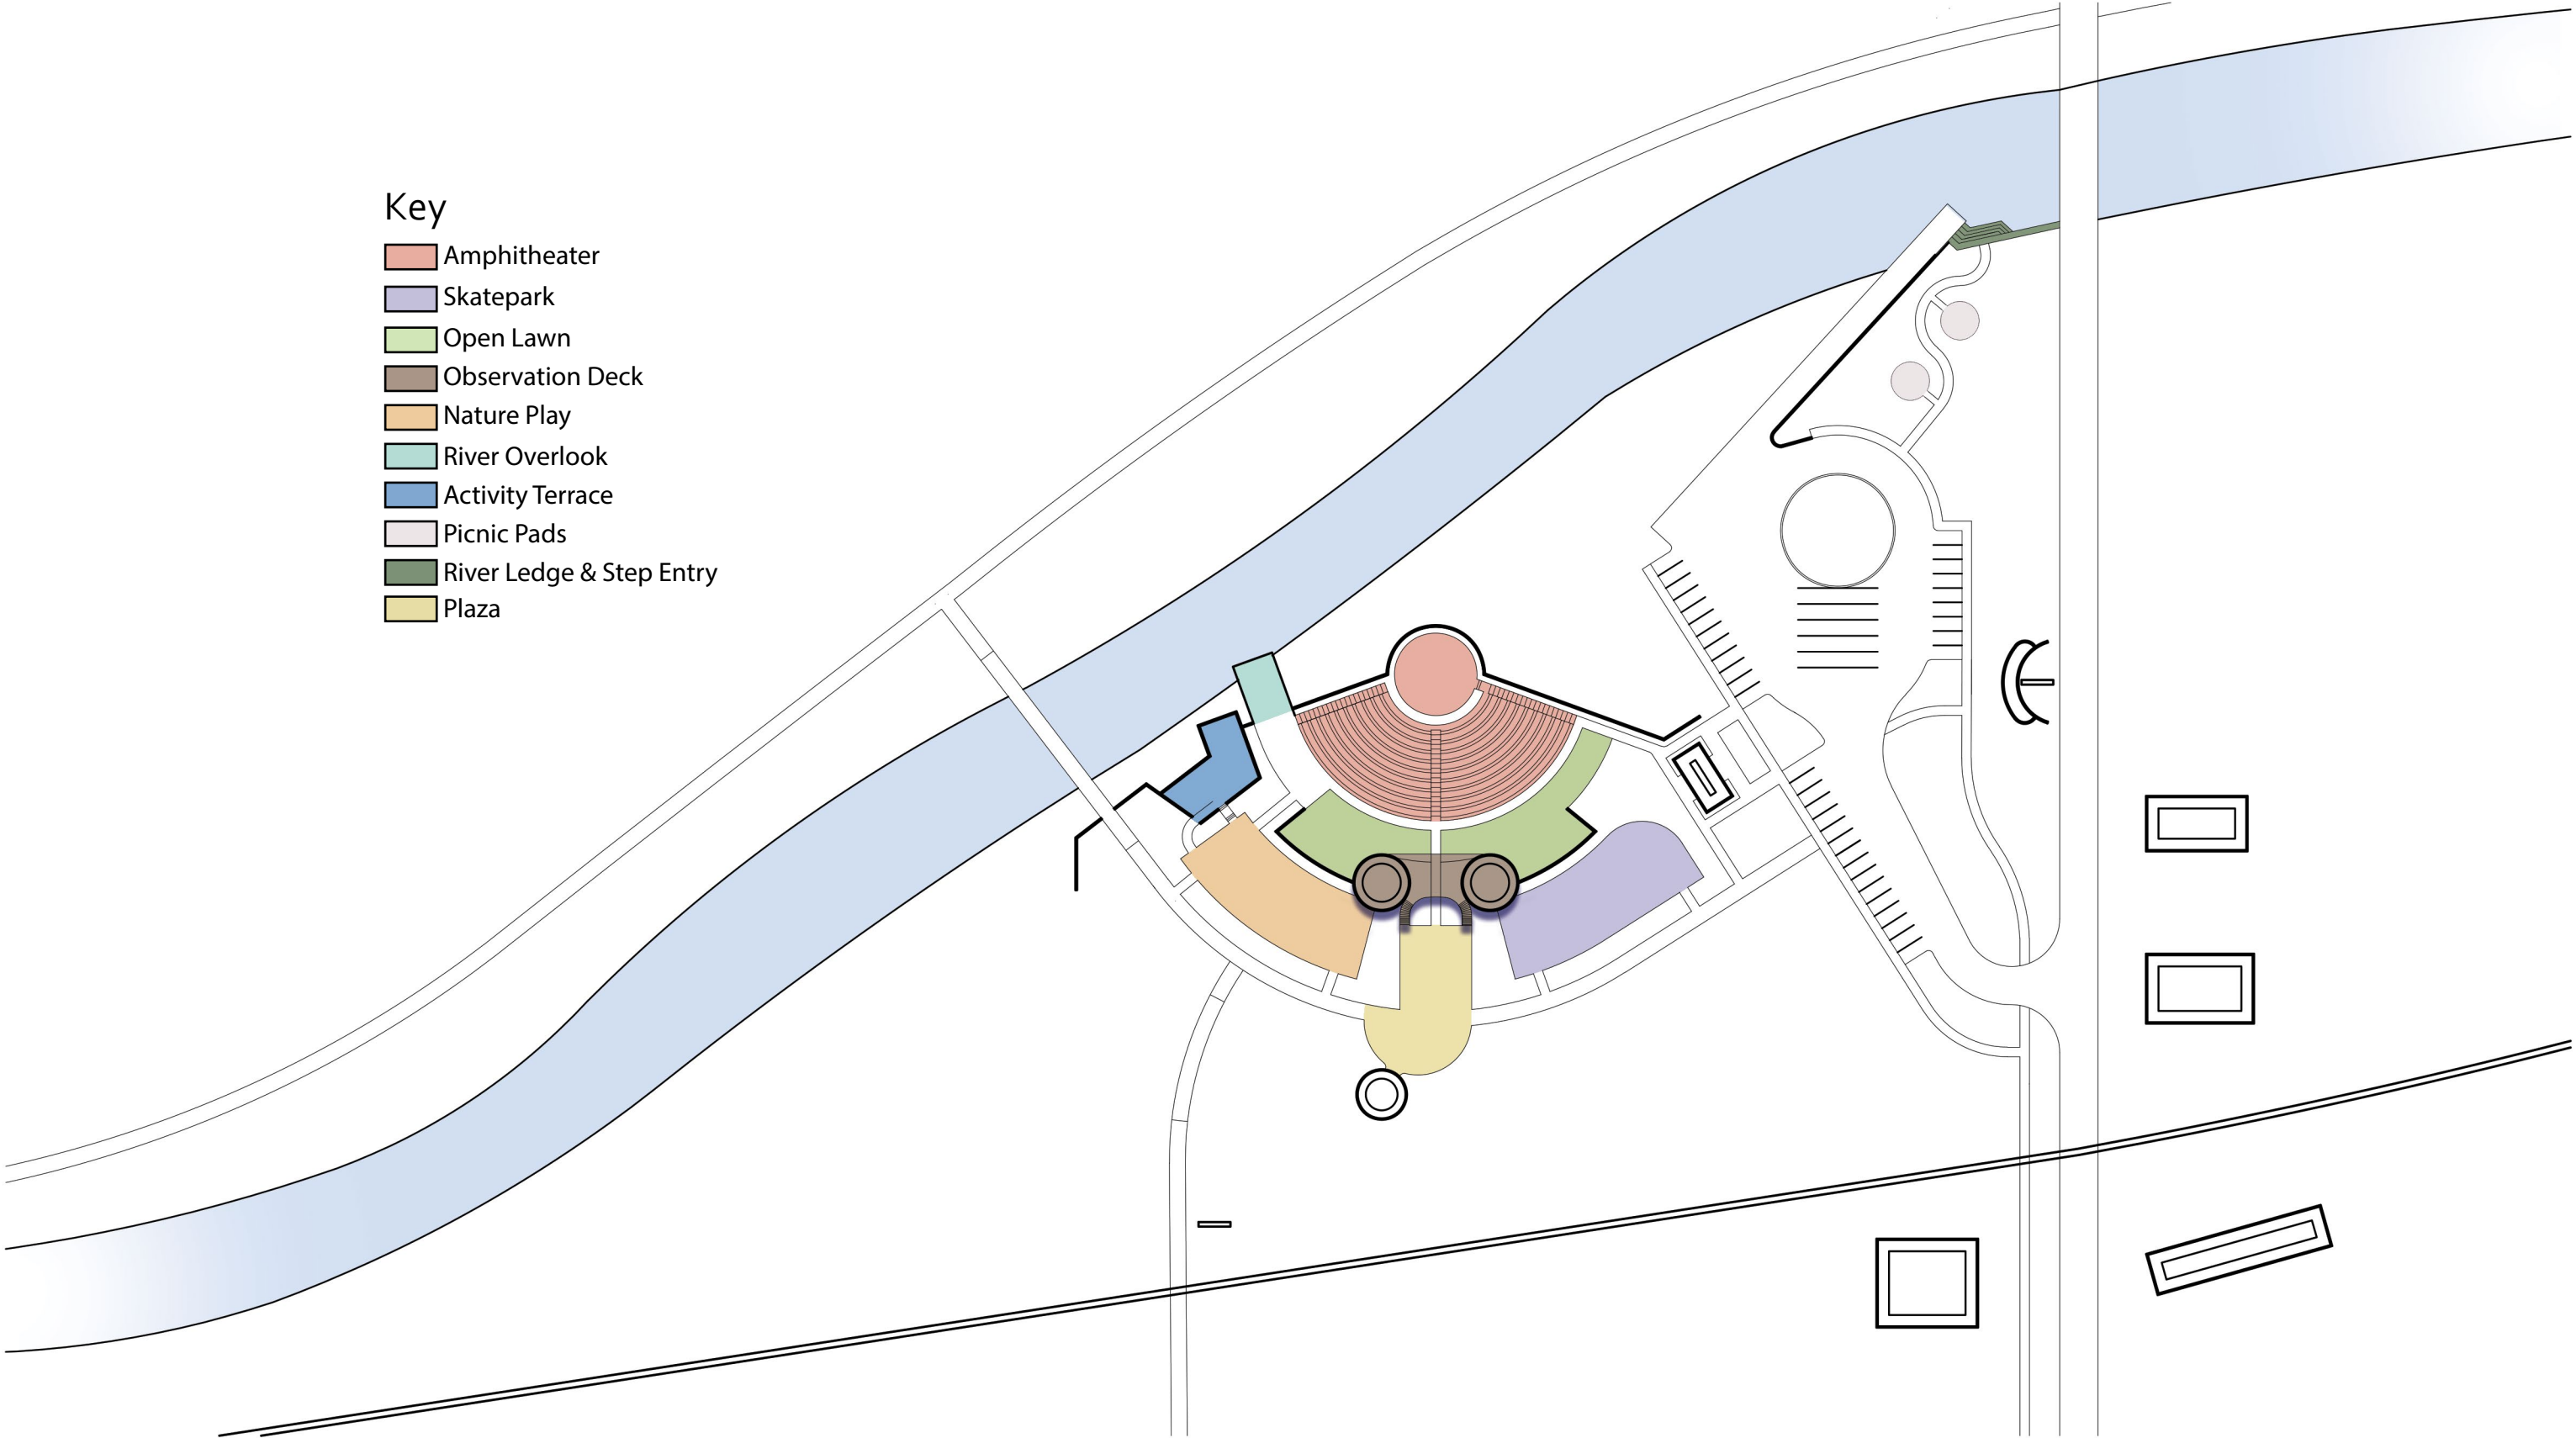 Key
Amphitheater
Skatepark
Open Lawn
Observation Deck
Nature Play
River Overlook
Activity Terrace
Picnic Pads
River Ledge & Step Entry
Plaza